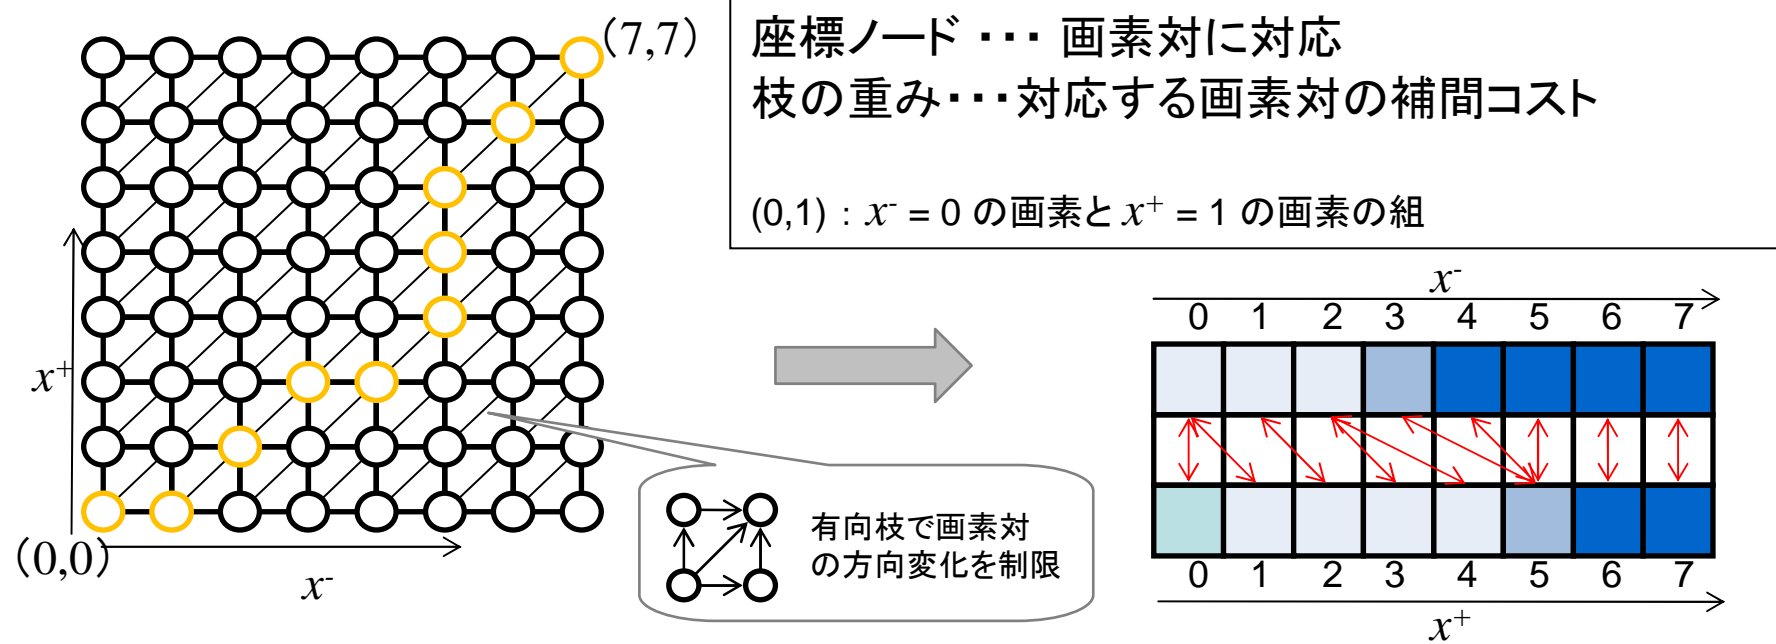 (7,7)
座標ノード ・・・ 画素対に対応
枝の重み・・・対応する画素対の補間コスト
(0,1) : x- = 0 の画素と x+ = 1 の画素の組
x+
(0,0)
x-
有向枝で画素対
の方向変化を制限
x-
0 1 2 3 4 5 6 7
0 1 2 3 4 5 6 7
x+